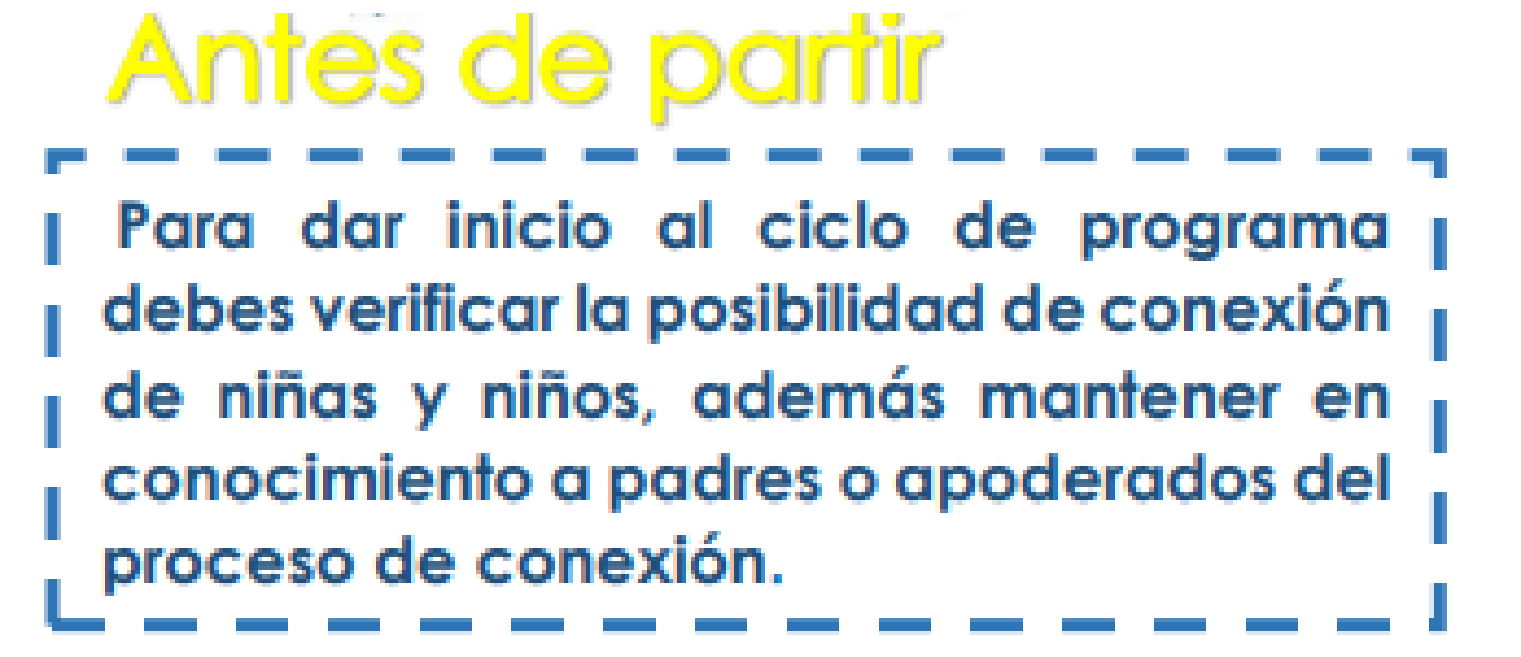 Antes de partir
Para dar inicio al ciclo de programa
debes verificar la posibilidad de conexión
de niñas y niños, además mantener en
conocimiento a padres o apoderados del
proceso de conexión.